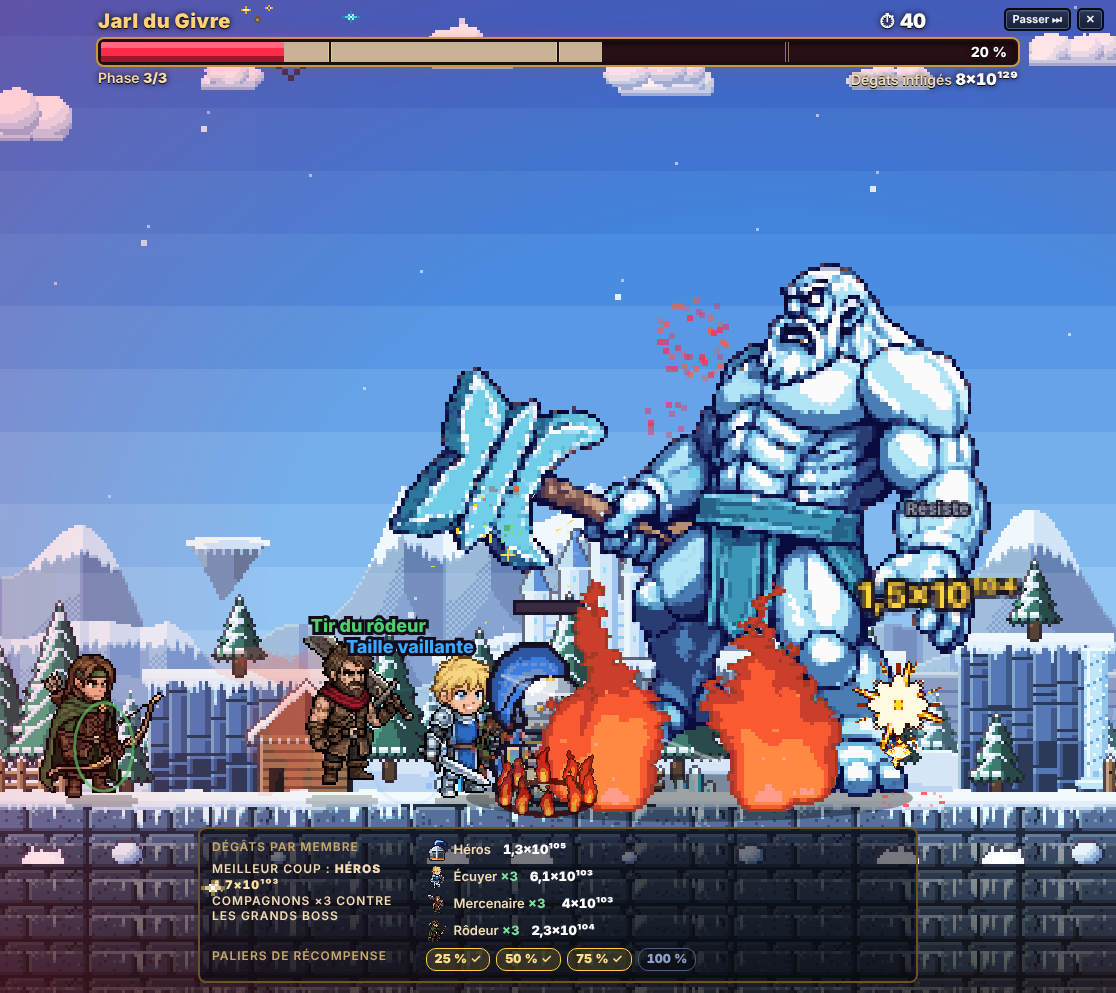 Jarl du Givre
⏱ 40
Passer ⏭
✕
20 %
Phase 3/3
Dégâts infligés 8×10¹²⁹
Résiste
1,5×10¹⁰⁴
Tir du rôdeur
Taille vaillante
DÉGÂTS PAR MEMBRE
MEILLEUR COUP : HÉROS
7×10¹⁰³
COMPAGNONS ×3 CONTRE
LES GRANDS BOSS
Héros 1,3×10¹⁰⁵
Écuyer ×3 6,1×10¹⁰³
Mercenaire ×3 4×10¹⁰³
Rôdeur ×3 2,3×10¹⁰⁴
PALIERS DE RÉCOMPENSE
25 % ✓ 50 % ✓ 75 % ✓ 100 %